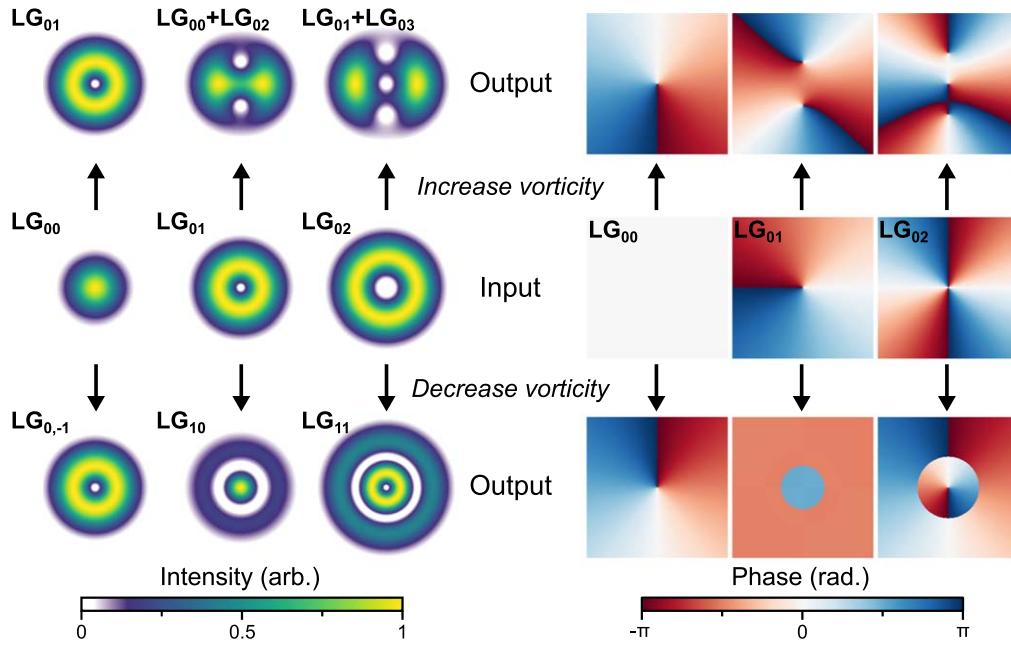 LG₀₁ LG₀₀+LG₀₂ LG₀₁+LG₀₃
Output
Increase vorticity
LG₀₀ LG₀₁ LG₀₂
Input
LG₀₀ LG₀₁ LG₀₂
Decrease vorticity
LG₀,₋₁ LG₁₀ LG₁₁
Output
Intensity (arb.)
0 0.5 1
Phase (rad.)
-π 0 π